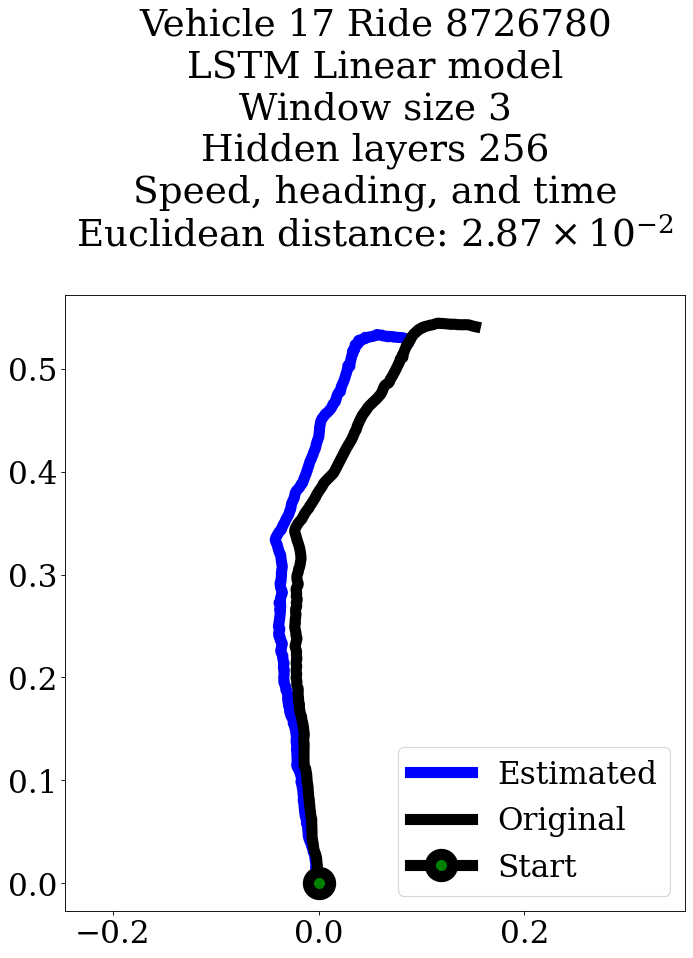 Vehicle 17 Ride 8726780
LSTM Linear model
Window size 3
Hidden layers 256
Speed, heading, and time
Euclidean distance: 2.87 × 10⁻²
0.5
0.4
0.3
0.2
0.1
0.0
Estimated
Original
Start
−0.2 0.0 0.2